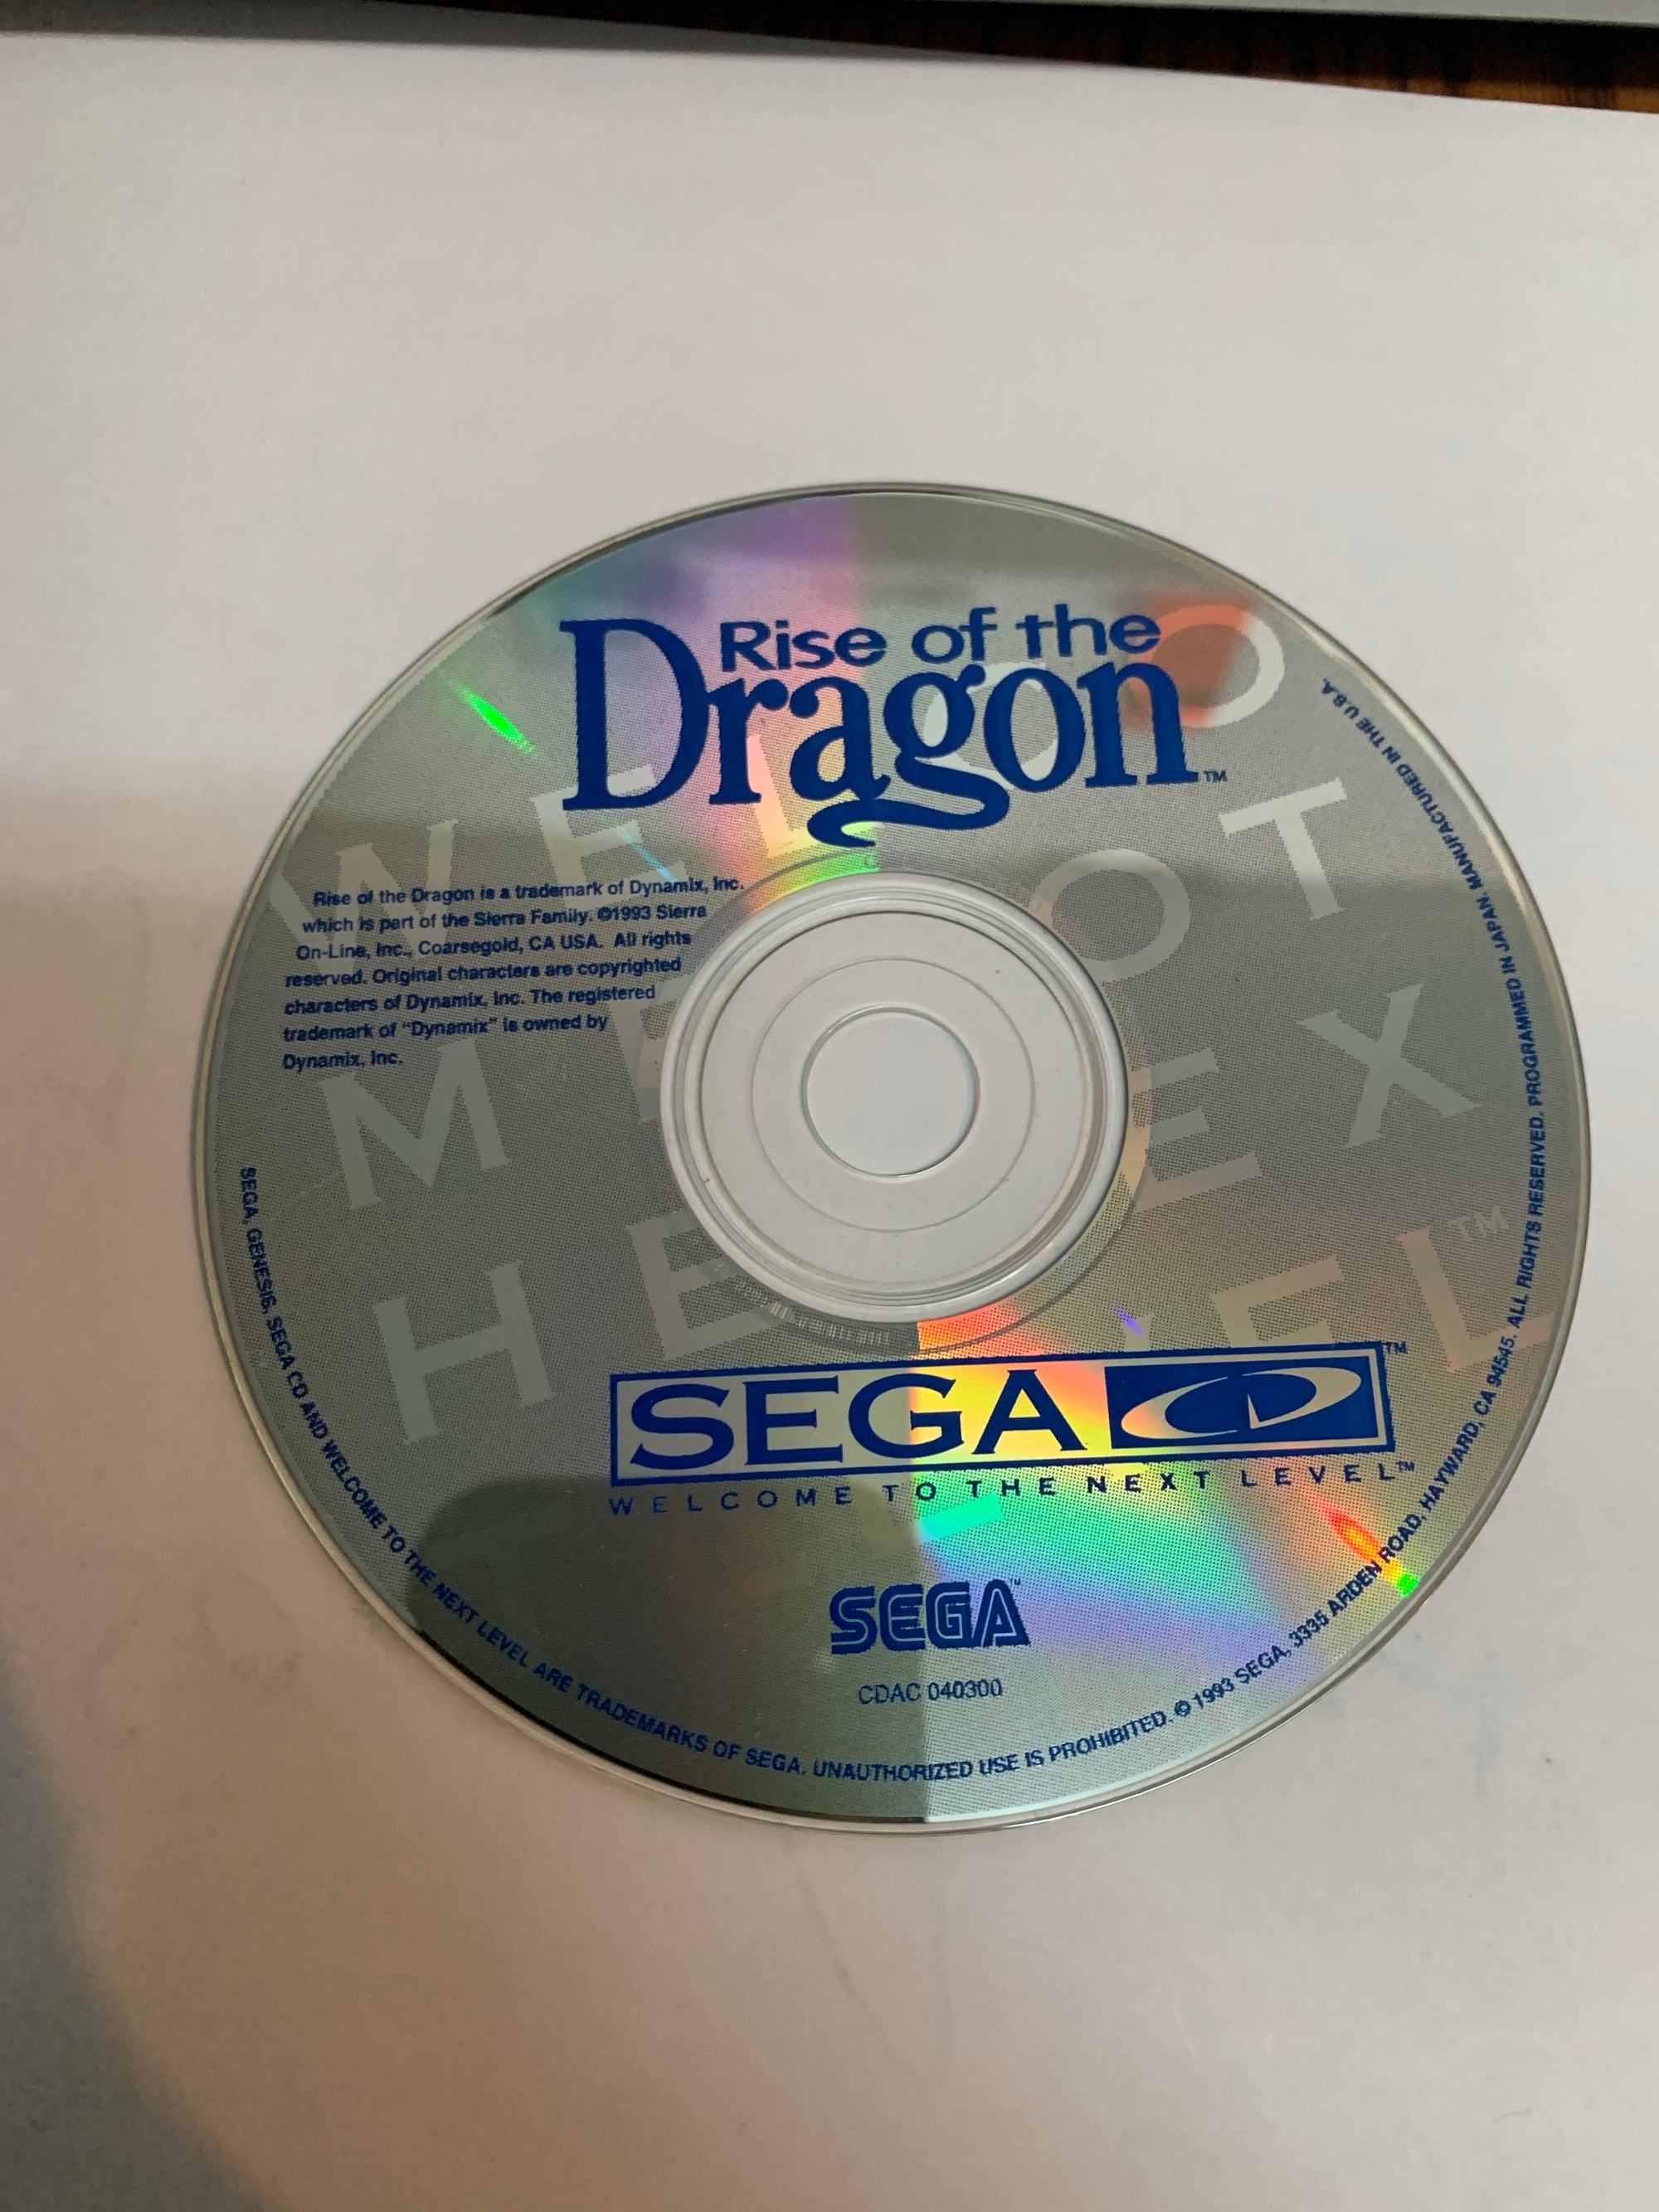 Rise of the
Dragon™
Rise of the Dragon is a trademark of Dynamix, Inc.
which is part of the Sierra Family. ©1993 Sierra
On-Line, Inc., Coarsegold, CA USA. All rights
reserved. Original characters are copyrighted
characters of Dynamix, Inc. The registered
trademark of "Dynamix" is owned by
Dynamix, Inc.
SEGA CD™
WELCOME TO THE NEXT LEVEL™
SEGA™
CDAC 040300
SEGA, GENESIS, SEGA CD AND WELCOME TO THE NEXT LEVEL ARE TRADEMARKS OF SEGA. UNAUTHORIZED USE IS PROHIBITED. © 1993 SEGA, 3335 ARDEN ROAD, HAYWARD, CA 94545. ALL RIGHTS RESERVED. PROGRAMMED IN JAPAN. MANUFACTURED IN THE U.S.A.